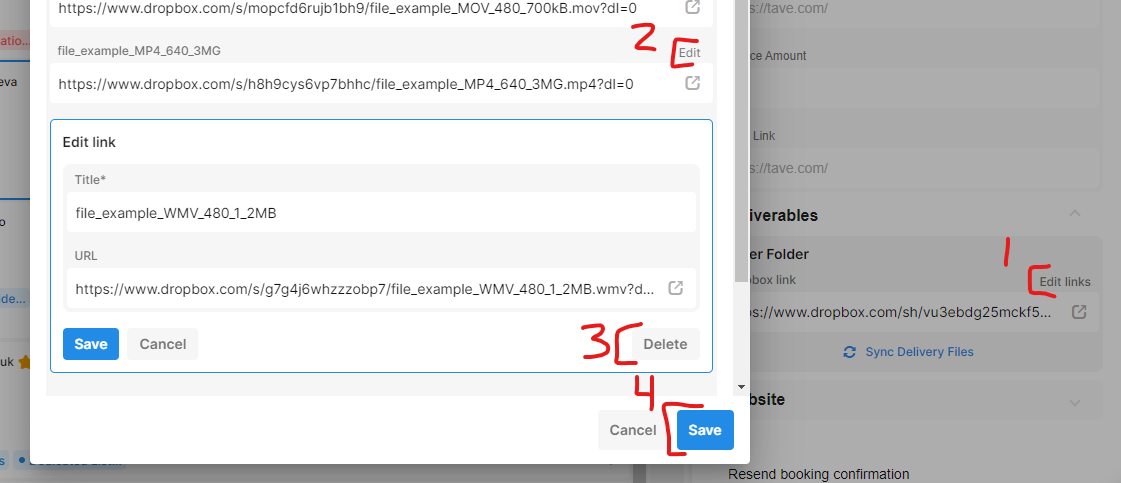 https://www.dropbox.com/s/mopcfd6rujb1bh9/file_example_MOV_480_700kB.mov?dl=0
s://tave.com/
2
atio...
file_example_MP4_640_3MG
Edit
ce Amount
eva
https://www.dropbox.com/s/h8h9cys6vp7bhhc/file_example_MP4_640_3MG.mp4?dl=0
Edit link
Link
s://tave.com/
Title*
file_example_WMV_480_1_2MB
liverables
o
1
URL
er Folder
box link
Edit links
https://www.dropbox.com/s/g7g4j6whzzzobp7/file_example_WMV_480_1_2MB.wmv?d...
ide...
os://www.dropbox.com/sh/vu3ebdg25mckf5...
Save
Cancel
3
Delete
Sync Delivery Files
uk
4
bsite
Cancel
Save
s
Resend booking confirmation